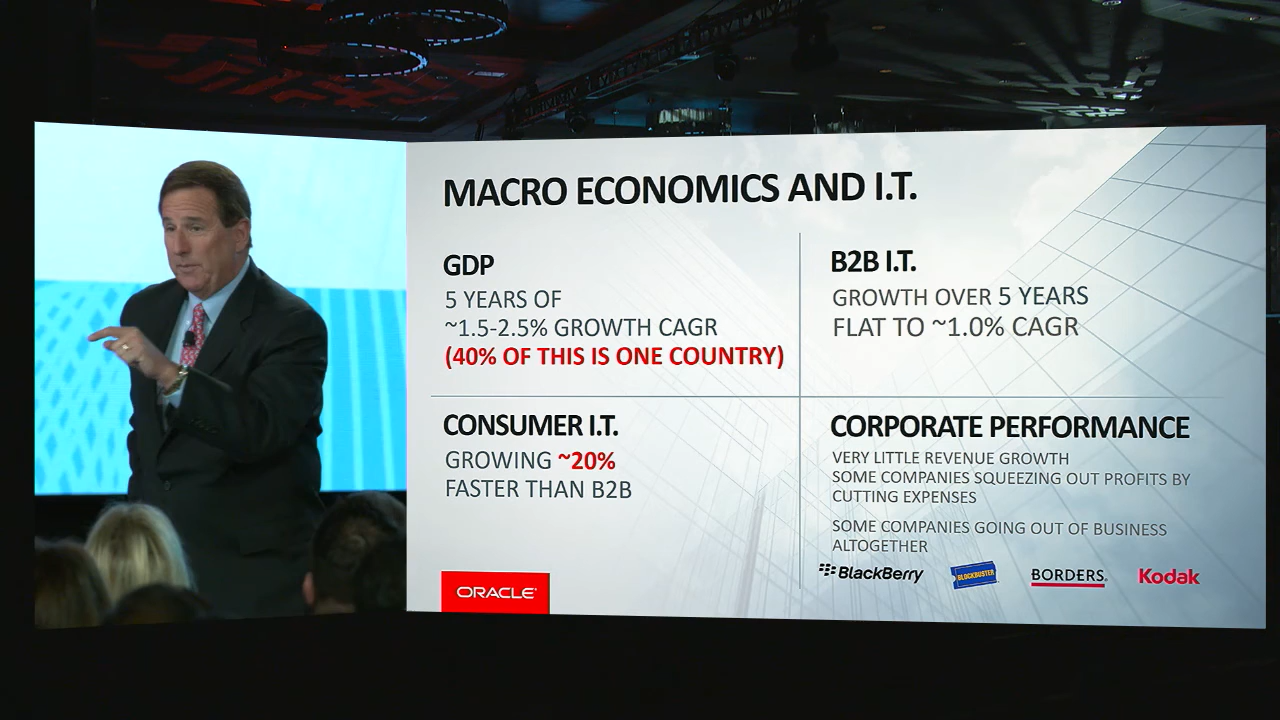 MACRO ECONOMICS AND I.T.
GDP
5 YEARS OF
~1.5-2.5% GROWTH CAGR
(40% OF THIS IS ONE COUNTRY)
B2B I.T.
GROWTH OVER 5 YEARS
FLAT TO ~1.0% CAGR
CONSUMER I.T.
GROWING ~20%
FASTER THAN B2B
CORPORATE PERFORMANCE
VERY LITTLE REVENUE GROWTH
SOME COMPANIES SQUEEZING OUT PROFITS BY
CUTTING EXPENSES
SOME COMPANIES GOING OUT OF BUSINESS
ALTOGETHER
BlackBerry
BLOCKBUSTER
BORDERS®
Kodak
ORACLE®